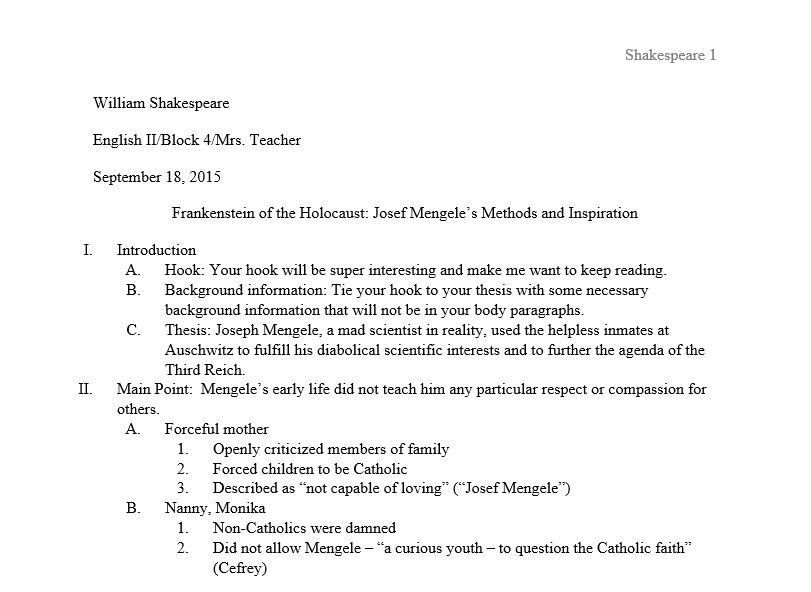 Shakespeare 1
William Shakespeare
English II/Block 4/Mrs. Teacher
September 18, 2015
Frankenstein of the Holocaust: Josef Mengele’s Methods and Inspiration
I. Introduction
A. Hook: Your hook will be super interesting and make me want to keep reading.
B. Background information: Tie your hook to your thesis with some necessary
background information that will not be in your body paragraphs.
C. Thesis: Joseph Mengele, a mad scientist in reality, used the helpless inmates at
Auschwitz to fulfill his diabolical scientific interests and to further the agenda of the
Third Reich.
II. Main Point:  Mengele’s early life did not teach him any particular respect or compassion for
others.
A. Forceful mother
1. Openly criticized members of family
2. Forced children to be Catholic
3. Described as “not capable of loving” (“Josef Mengele”)
B. Nanny, Monika
1. Non-Catholics were damned
2. Did not allow Mengele – “a curious youth – to question the Catholic faith”
(Cefrey)